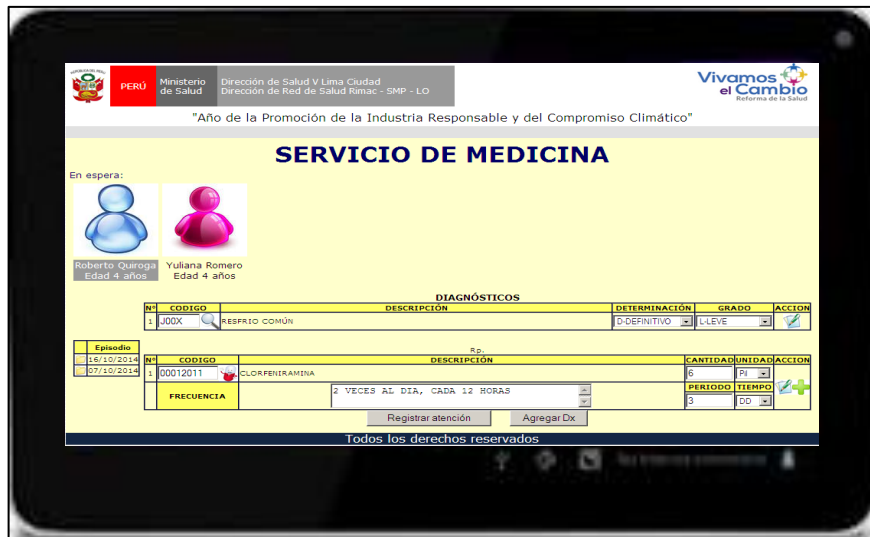 PERÚ
Ministerio de Salud
Dirección de Salud V Lima Ciudad
Dirección de Red de Salud Rimac - SMP - LO
Vivamos
el Cambio
Reforma de la Salud
"Año de la Promoción de la Industria Responsable y del Compromiso Climático"
SERVICIO DE MEDICINA
En espera:
Roberto Quiroga
Edad 4 años
Yuliana Romero
Edad 4 años
DIAGNÓSTICOS
Nº CODIGO DESCRIPCIÓN DETERMINACIÓN GRADO ACCION
1 J00X RESFRIO COMÚN D-DEFINITIVO L-LEVE
Episodio
16/10/2014
07/10/2014
Rp.
Nº CODIGO DESCRIPCIÓN CANTIDAD UNIDAD ACCION
1 00012011 CLORFENIRAMINA 6 Pil
PERIODO TIEMPO
FRECUENCIA 2 VECES AL DIA, CADA 12 HORAS 3 DD
Registrar atención Agregar Dx
Todos los derechos reservados